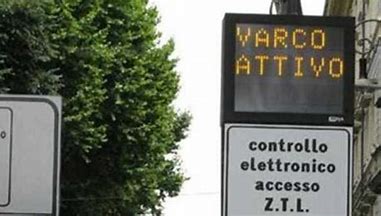 VARCO
ATTIVO
controllo
elettronico
accesso
Z.T.L.